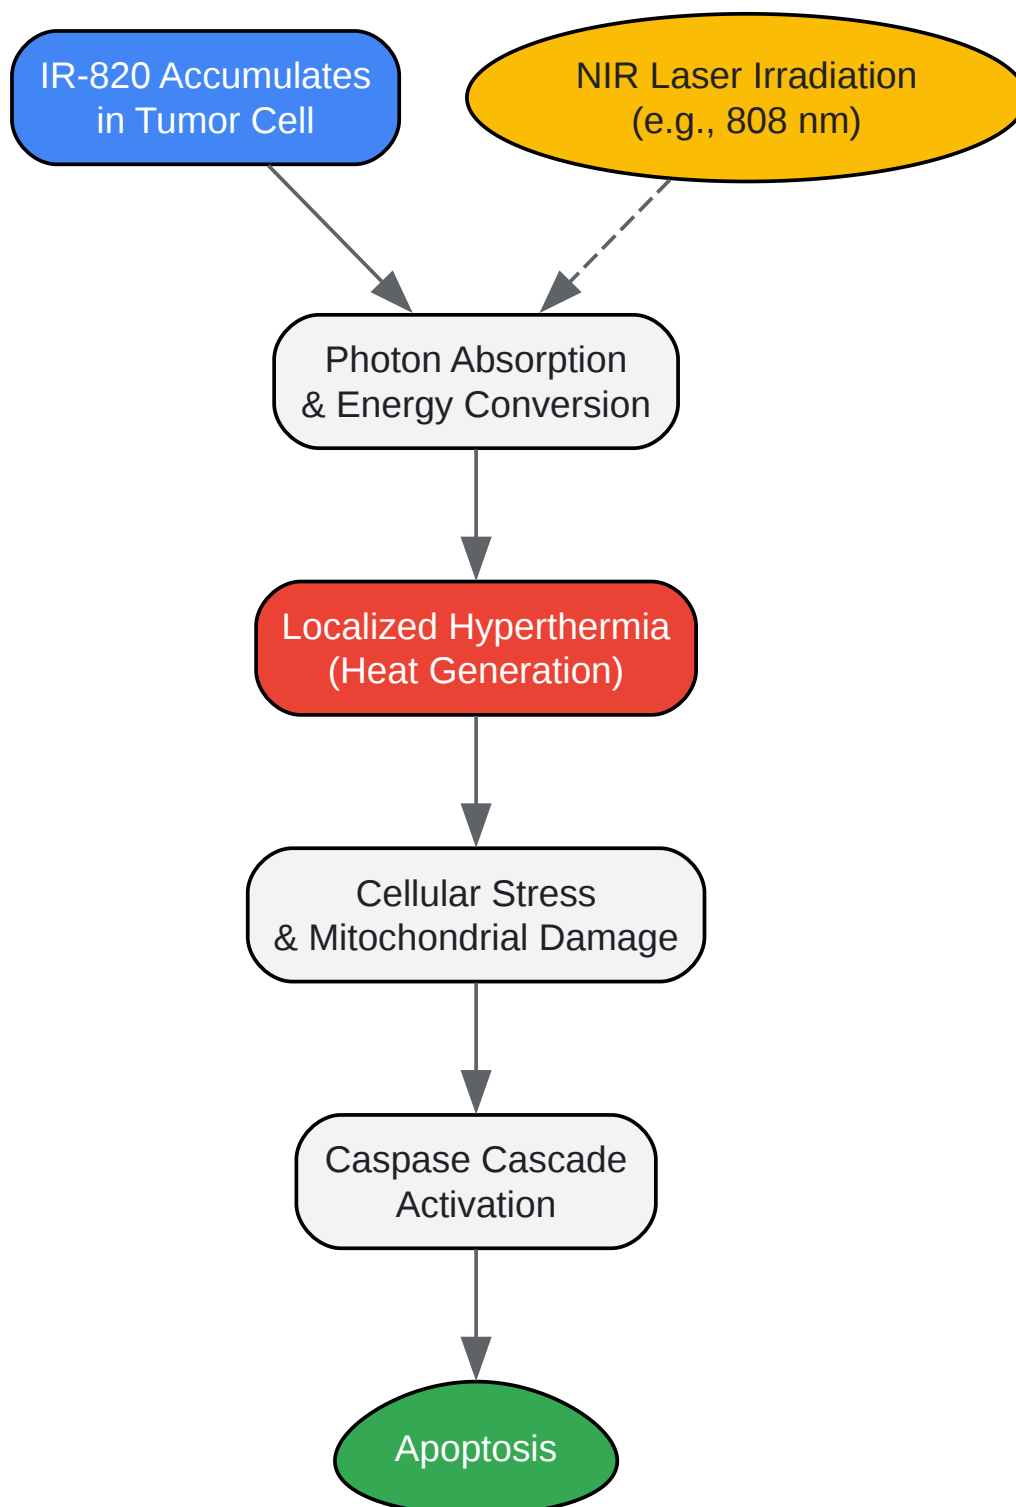 IR-820 Accumulates
in Tumor Cell
NIR Laser Irradiation
(e.g., 808 nm)
Photon Absorption
& Energy Conversion
Localized Hyperthermia
(Heat Generation)
Cellular Stress
& Mitochondrial Damage
Caspase Cascade
Activation
Apoptosis